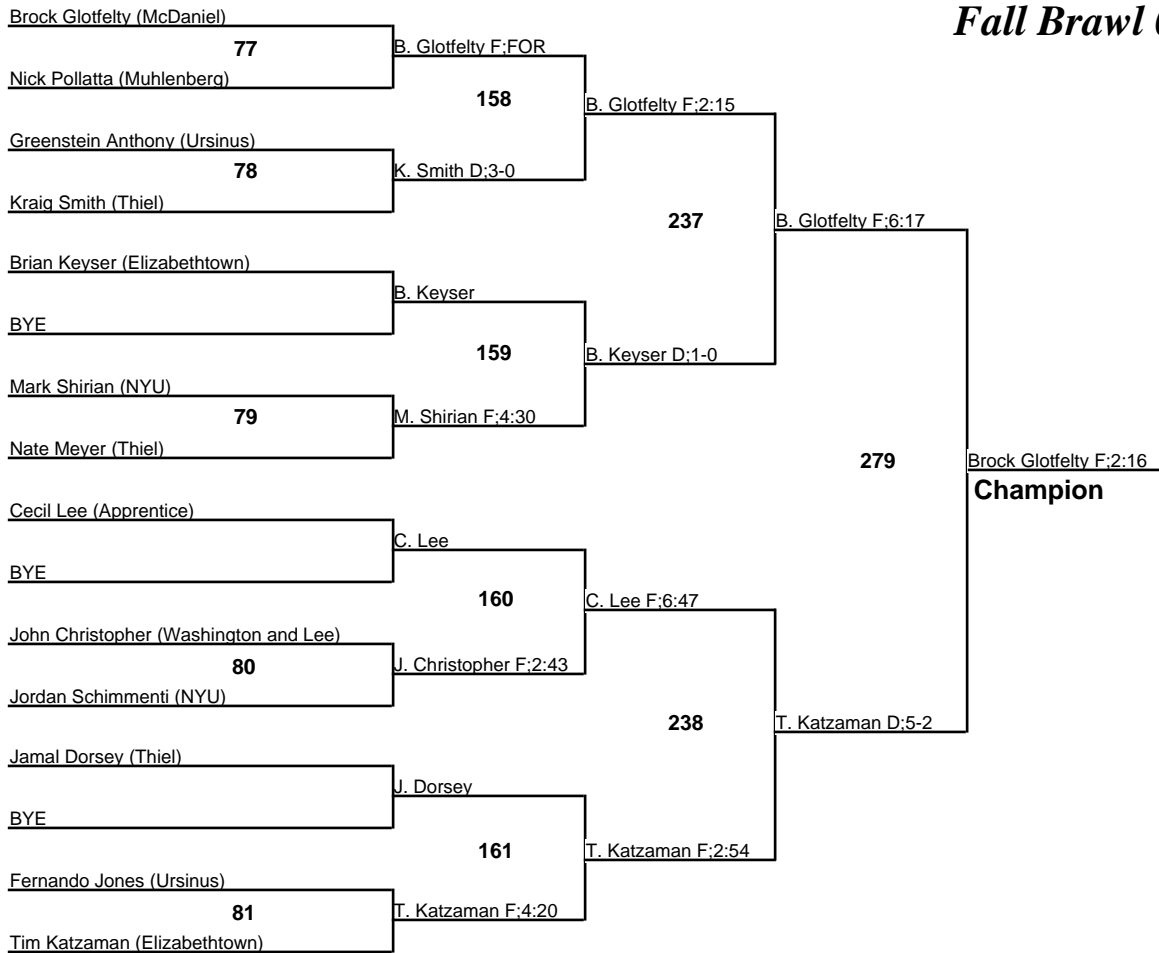 Fall Brawl
Brock Glotfelty (McDaniel)
77
Nick Pollatta (Muhlenberg)
B. Glotfelty F;FOR
158
Greenstein Anthony (Ursinus)
78
Kraig Smith (Thiel)
K. Smith D;3-0
B. Glotfelty F;2:15
237
Brian Keyser (Elizabethtown)
BYE
B. Keyser
159
Mark Shirian (NYU)
79
Nate Meyer (Thiel)
M. Shirian F;4:30
B. Keyser D;1-0
B. Glotfelty F;6:17
279
Brock Glotfelty F;2:16
Champion
Cecil Lee (Apprentice)
BYE
C. Lee
160
John Christopher (Washington and Lee)
80
Jordan Schimmenti (NYU)
J. Christopher F;2:43
C. Lee F;6:47
238
Jamal Dorsey (Thiel)
BYE
J. Dorsey
161
Fernando Jones (Ursinus)
81
Tim Katzaman (Elizabethtown)
T. Katzaman F;4:20
T. Katzaman F;2:54
T. Katzaman D;5-2